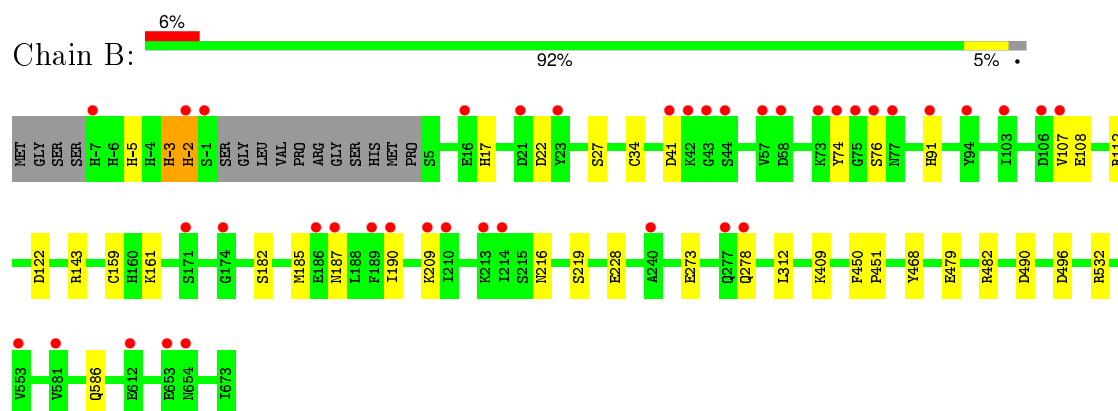 6%
Chain B:
92% 5% •
MET GLY SER SER H-7 H-6 H-5 H-4 H-3 H-2 S-1 SER GLY LEU VAL PRO ARG GLY SER HIS MET PRO S5 E16 H17 D21 D22 Y23 S27 C34 D41 K42 G43 S44 V57 D58 K73 Y74 G75 S76 N77 H91 Y94 I103 D106 V107 E108
D122 R143 C159 H160 K161 S171 G174 S182 M185 E186 N187 L188 F189 I190 K209 I210 K213 I214 S215 N216 S219 E228 A240 E273 Q277 Q278 L312 K409 F450 P451 Y468 E479 R482 D490 D496 R532
V553 V581 Q586 E612 E653 N654 I673